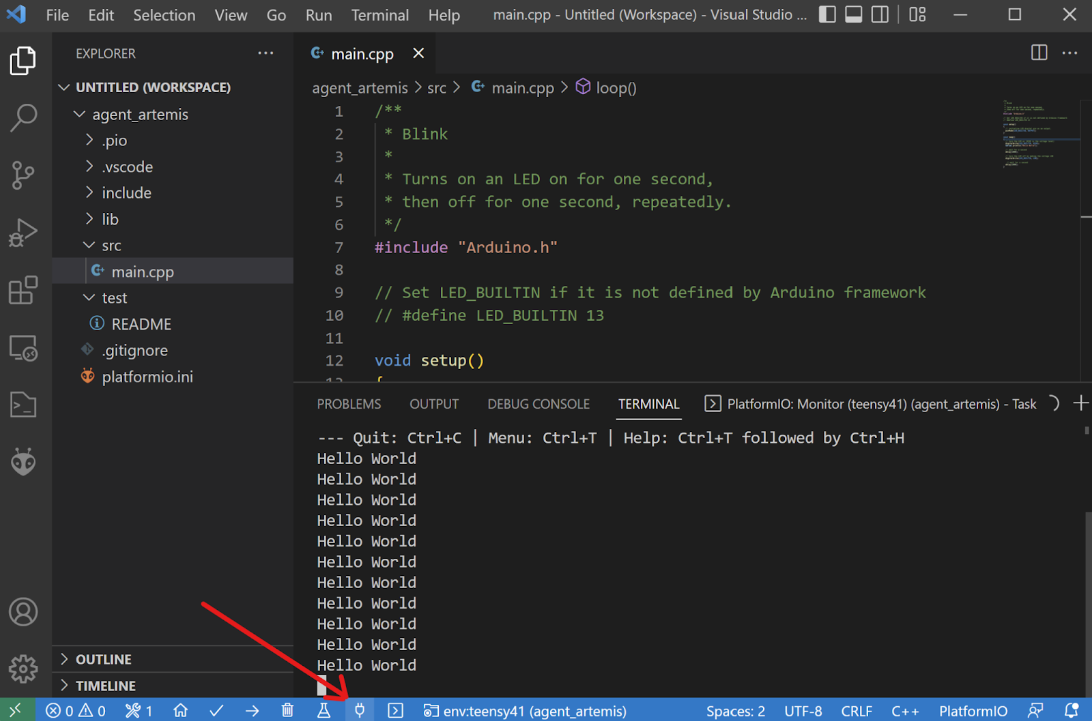 File Edit Selection View Go Run Terminal Help main.cpp - Untitled (Workspace) - Visual Studio ...
EXPLORER
UNTITLED (WORKSPACE)
agent_artemis
.pio
.vscode
include
lib
src
main.cpp
test
README
.gitignore
platformio.ini
OUTLINE
TIMELINE
main.cpp
agent_artemis > src > main.cpp > loop()
1 /**
2 * Blink
3 *
4 * Turns on an LED on for one second,
5 * then off for one second, repeatedly.
6 */
7 #include "Arduino.h"
8
9 // Set LED_BUILTIN if it is not defined by Arduino framework
10 // #define LED_BUILTIN 13
11
12 void setup()
13 {
PROBLEMS OUTPUT DEBUG CONSOLE TERMINAL PlatformIO: Monitor (teensy41) (agent_artemis) - Task
--- Quit: Ctrl+C | Menu: Ctrl+T | Help: Ctrl+T followed by Ctrl+H
Hello World
Hello World
Hello World
Hello World
Hello World
Hello World
Hello World
Hello World
Hello World
Hello World
Hello World
0 0 1 env:teensy41 (agent_artemis) Spaces: 2 UTF-8 CRLF C++ PlatformIO